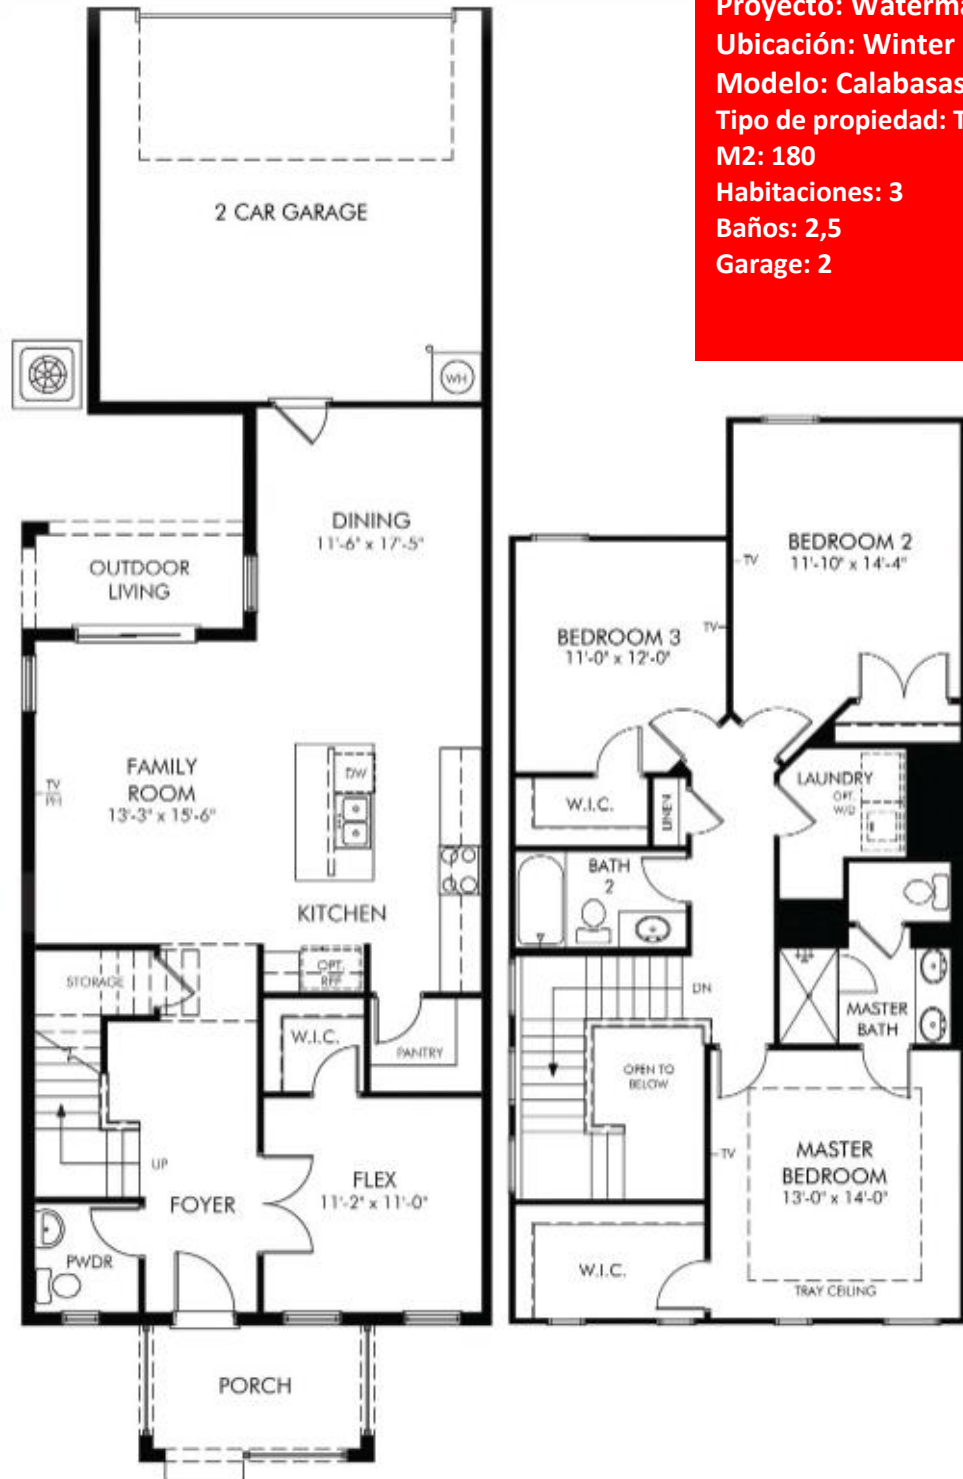 Proyecto: Waterma
Ubicación: Winter
Modelo: Calabasas
Tipo de propiedad: T
M2: 180
Habitaciones: 3
Baños: 2,5
Garage: 2
2 CAR GARAGE
WH
DINING
11'-6" x 17'-5"
OUTDOOR
LIVING
FAMILY
ROOM
13'-3" x 15'-6"
TV
PH
DW
KITCHEN
OPT.
REF
STORAGE
W.I.C.
PANTRY
UP
FOYER
FLEX
11'-2" x 11'-0"
PWDR
PORCH
BEDROOM 2
11'-10" x 14'-4"
TV
BEDROOM 3
11'-0" x 12'-0"
TV
W.I.C.
LINEN
LAUNDRY
OPT.
W/D
BATH
2
DN
MASTER
BATH
OPEN TO
BELOW
TV
MASTER
BEDROOM
13'-0" x 14'-0"
TRAY CEILING
W.I.C.